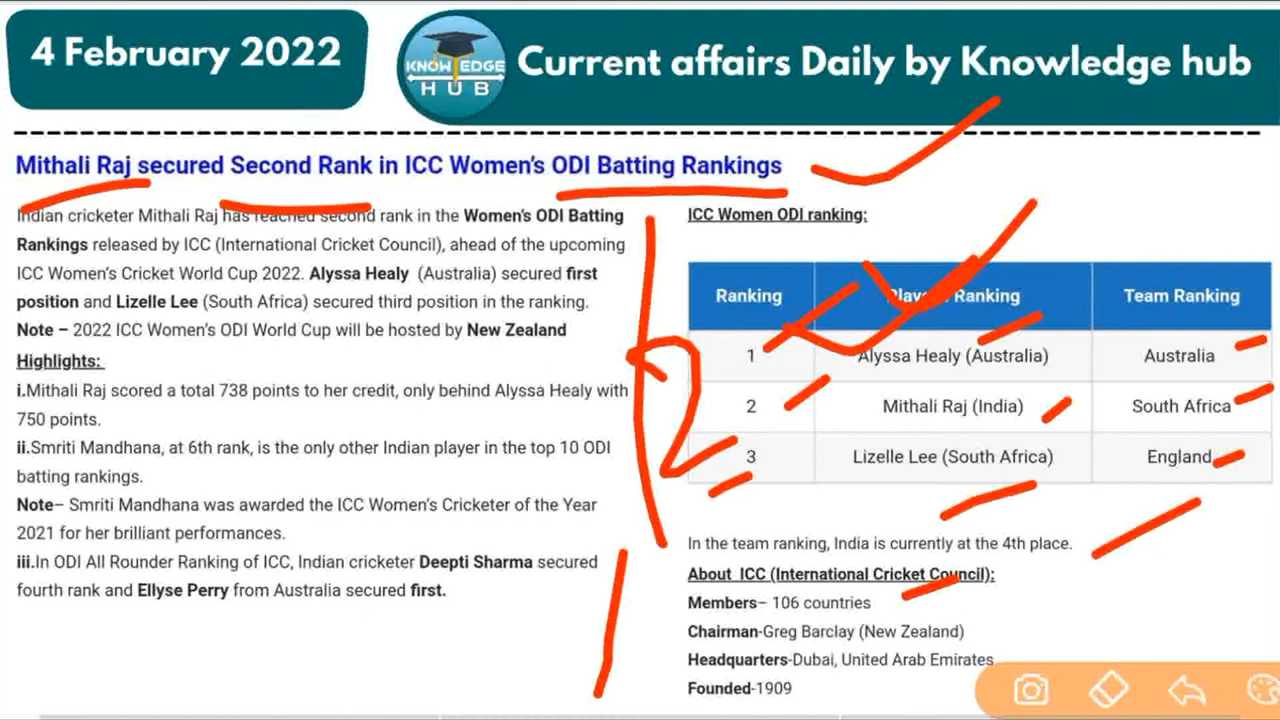 4 February 2022
KNOWLEDGE
HUB
Current affairs Daily by Knowledge hub
Mithali Raj secured Second Rank in ICC Women's ODI Batting Rankings
Indian cricketer Mithali Raj has reached second rank in the Women's ODI Batting
Rankings released by ICC (International Cricket Council), ahead of the upcoming
ICC Women's Cricket World Cup 2022. Alyssa Healy (Australia) secured first
position and Lizelle Lee (South Africa) secured third position in the ranking.
Note – 2022 ICC Women's ODI World Cup will be hosted by New Zealand
Highlights:
i.Mithali Raj scored a total 738 points to her credit, only behind Alyssa Healy with
750 points.
ii.Smriti Mandhana, at 6th rank, is the only other Indian player in the top 10 ODI
batting rankings.
Note– Smriti Mandhana was awarded the ICC Women's Cricketer of the Year
2021 for her brilliant performances.
iii.In ODI All Rounder Ranking of ICC, Indian cricketer Deepti Sharma secured
fourth rank and Ellyse Perry from Australia secured first.
ICC Women ODI ranking:
Ranking Ranking Team Ranking
1 Alyssa Healy (Australia) Australia
2 Mithali Raj (India) South Africa
3 Lizelle Lee (South Africa) England
In the team ranking, India is currently at the 4th place.
About ICC (International Cricket Council):
Members– 106 countries
Chairman-Greg Barclay (New Zealand)
Headquarters-Dubai, United Arab Emirates
Founded-1909